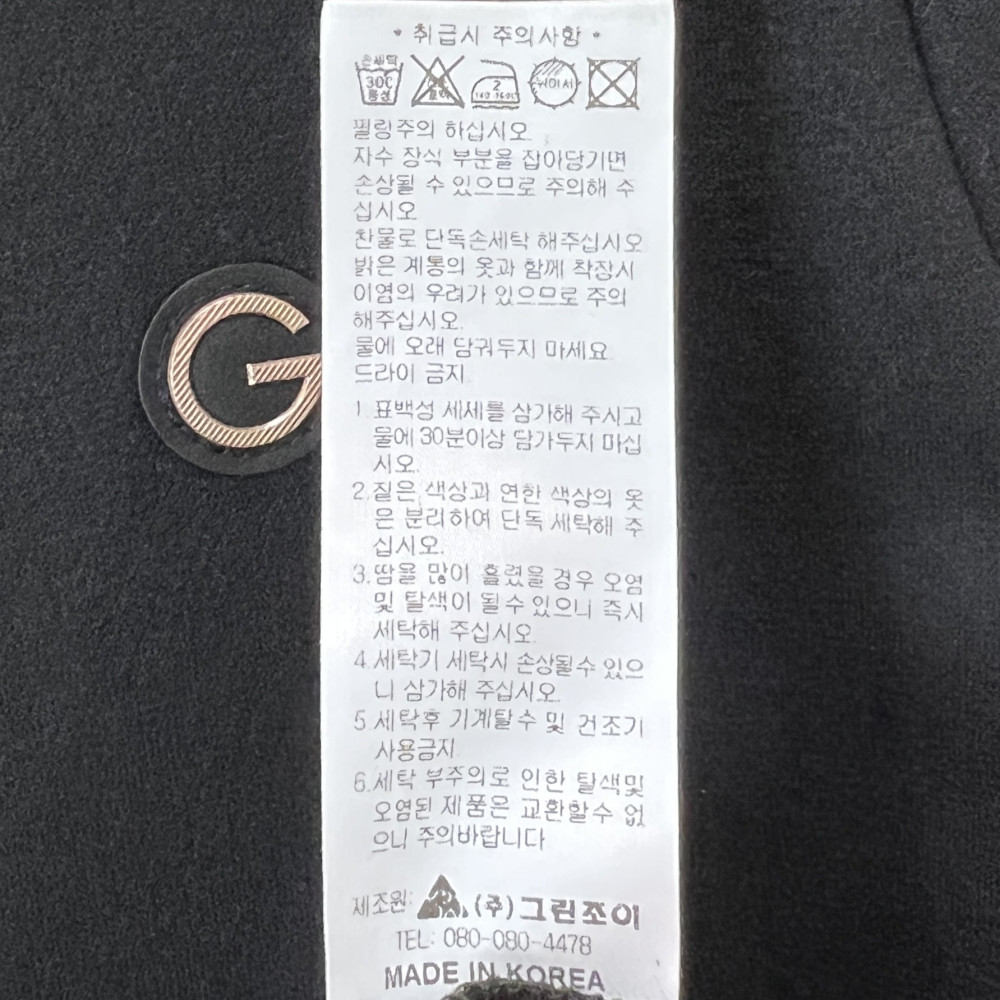 • 취급시 주의사항 •
손세탁
30C
중성
2
필링주의 하십시오
자수 장식 부분을 잡아당기면
손상될 수 있으므로 주의해 주
십시오
찬물로 단독손세탁 해주십시오
밝은 계통의 옷과 함께 착장시
이염의 우려가 있으므로 주의
해주십시오.
물에 오래 담궈두지 마세요
드라이 금지
1. 표백성 세제를 삼가해 주시고
물에 30분이상 담가두지 마십
시오.
2. 짙은 색상과 연한 색상의 옷
은 분리하여 단독 세탁해 주
십시오.
3. 땀을 많이 흘렸을 경우 오염
및 탈색이 될수 있으니 즉시
세탁해 주십시오.
4. 세탁기 세탁시 손상될수 있으
니 삼가해 주십시오.
5. 세탁후 기계탈수 및 건조기
사용금지
6. 세탁 부주의로 인한 탈색및
오염된 제품은 교환할수 없
으니 주의바랍니다
제조원: (주)그린조이
TEL: 080-080-4478
MADE IN KOREA
G